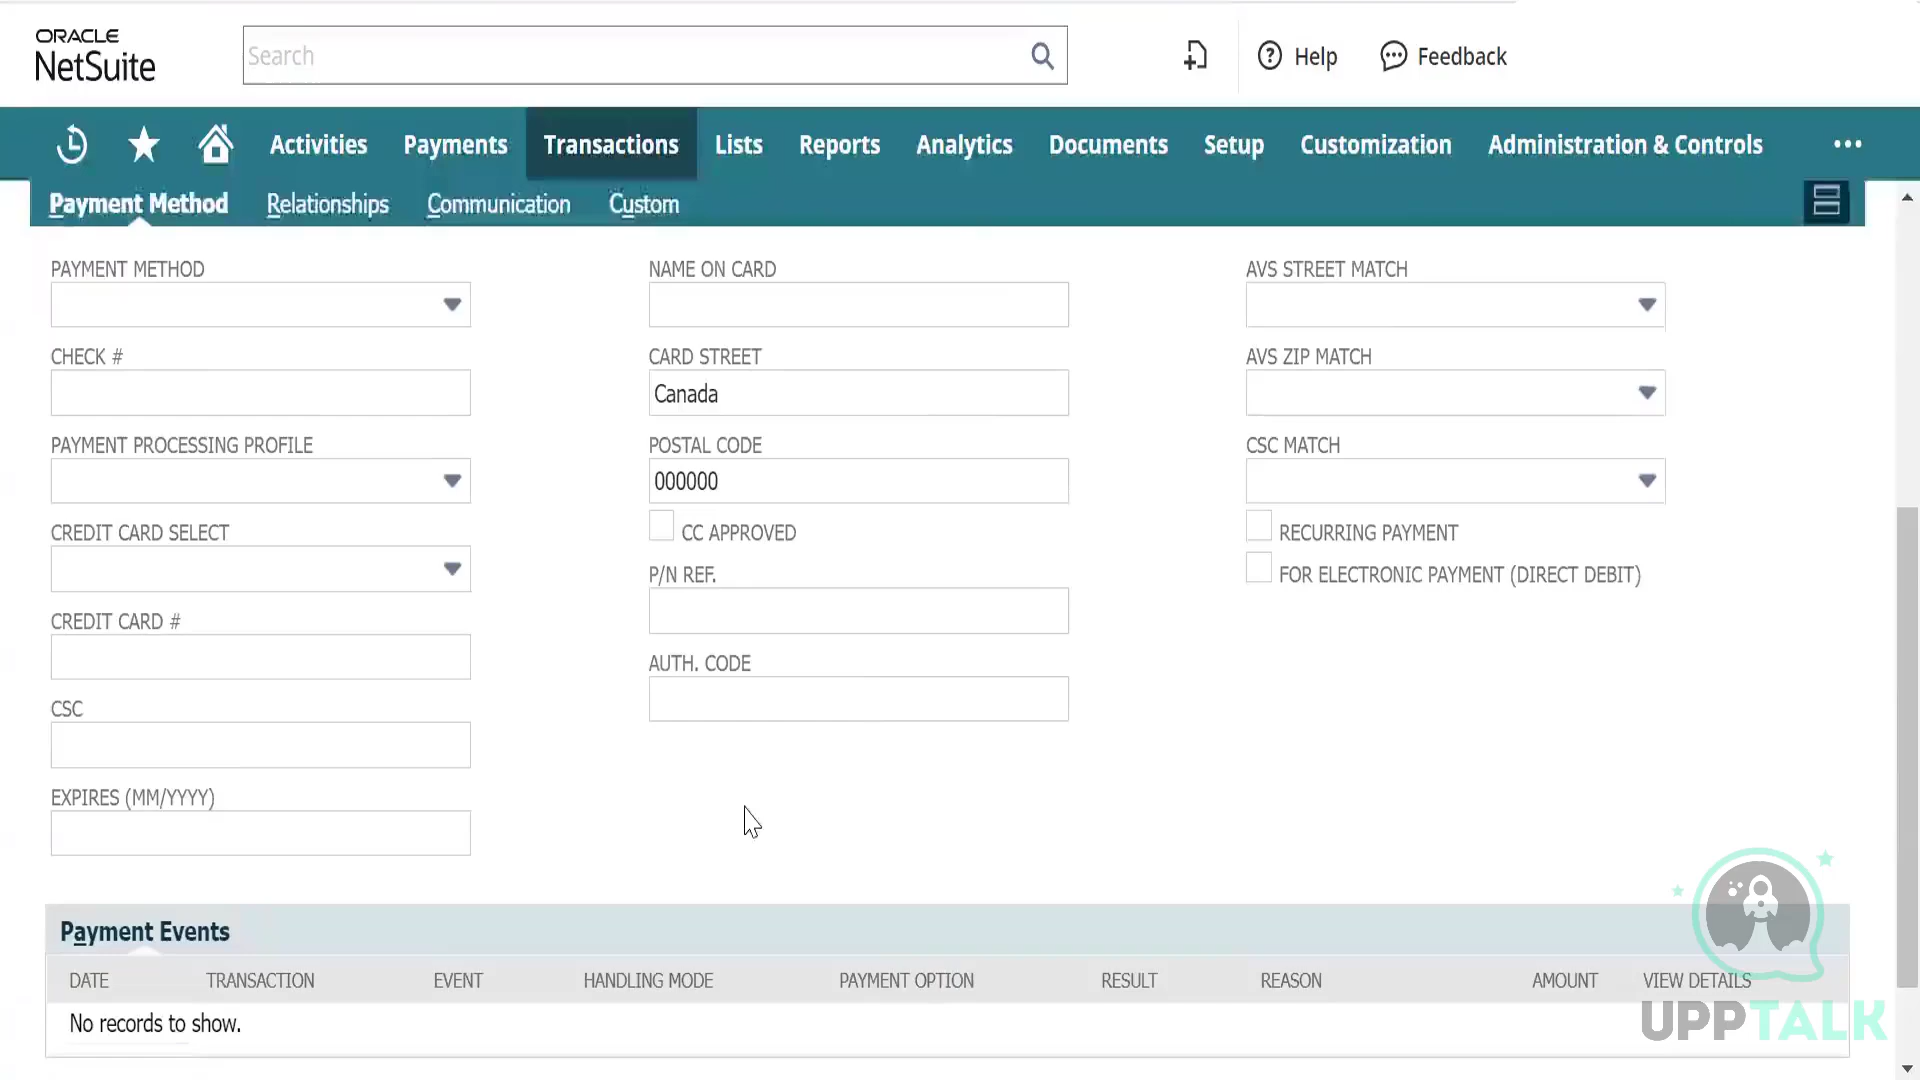 ORACLE
NetSuite
Search
Help
Feedback
Activities Payments Transactions Lists Reports Analytics Documents Setup Customization Administration & Controls
Payment Method Relationships Communication Custom
PAYMENT METHOD
CHECK #
PAYMENT PROCESSING PROFILE
CREDIT CARD SELECT
CREDIT CARD #
CSC
EXPIRES (MM/YYYY)
NAME ON CARD
CARD STREET
Canada
POSTAL CODE
000000
CC APPROVED
P/N REF.
AUTH. CODE
AVS STREET MATCH
AVS ZIP MATCH
CSC MATCH
RECURRING PAYMENT
FOR ELECTRONIC PAYMENT (DIRECT DEBIT)
Payment Events
DATE TRANSACTION EVENT HANDLING MODE PAYMENT OPTION RESULT REASON AMOUNT VIEW DETAILS
No records to show.
UPPTALK